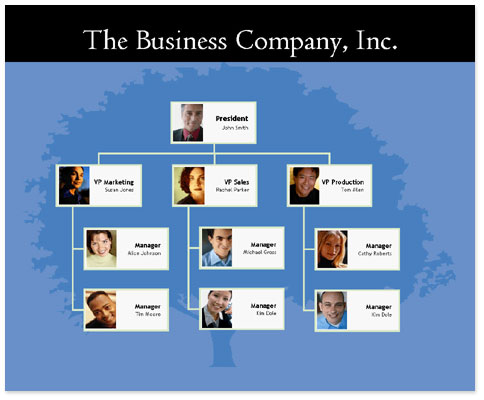 The Business Company, Inc.
President
John Smith
VP Marketing
Susan Jones
VP Sales
Rachel Parker
VP Production
Tom Allen
Manager
Alice Johnson
Manager
Michael Gross
Manager
Cathy Roberts
Manager
Tim Moore
Manager
Kim Dole
Manager
Kim Dole